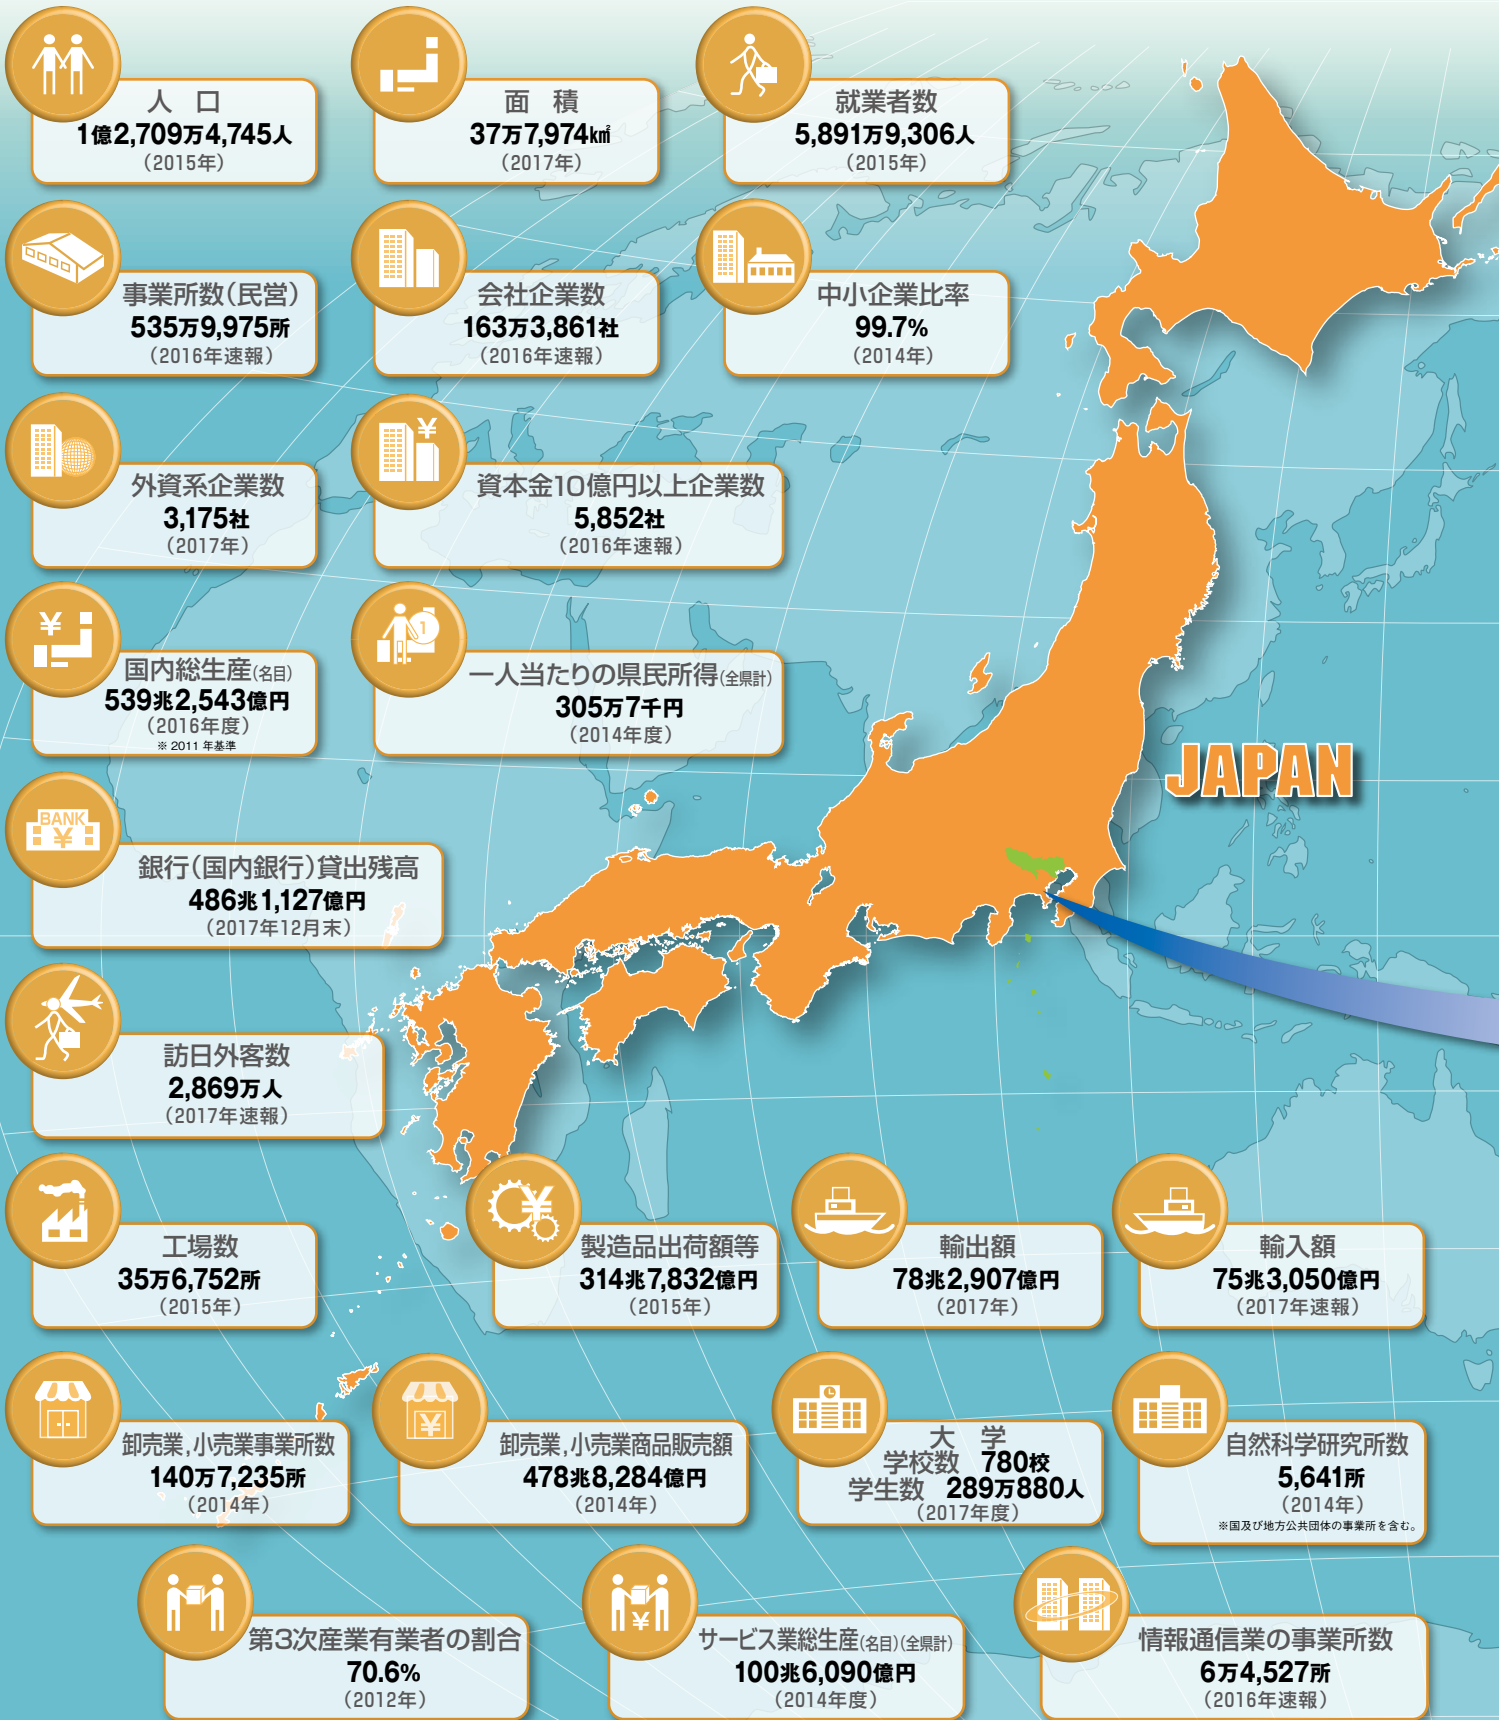 人　口
1億2,709万4,745人
（2015年）
面　積
37万7,974㎢
（2017年）
就業者数
5,891万9,306人
（2015年）
事業所数（民営）
535万9,975所
（2016年速報）
会社企業数
163万3,861社
（2016年速報）
中小企業比率
99.7%
（2014年）
外資系企業数
3,175社
（2017年）
¥
資本金10億円以上企業数
5,852社
（2016年速報）
¥
国内総生産（名目）
539兆2,543億円
（2016年度）
※ 2011 年基準
1
一人当たりの県民所得（全県計）
305万7千円
（2014年度）
JAPAN
BANK
¥
銀行（国内銀行）貸出残高
486兆1,127億円
（2017年12月末）
訪日外客数
2,869万人
（2017年速報）
工場数
35万6,752所
（2015年）
¥
製造品出荷額等
314兆7,832億円
（2015年）
輸出額
78兆2,907億円
（2017年）
輸入額
75兆3,050億円
（2017年速報）
卸売業，小売業事業所数
140万7,235所
（2014年）
¥
卸売業，小売業商品販売額
478兆8,284億円
（2014年）
大　学
学校数　780校
学生数　289万880人
（2017年度）
自然科学研究所数
5,641所
（2014年）
※国及び地方公共団体の事業所を含む。
第3次産業有業者の割合
70.6%
（2012年）
¥
サービス業総生産（名目）（全県計）
100兆6,090億円
（2014年度）
情報通信業の事業所数
6万4,527所
（2016年速報）